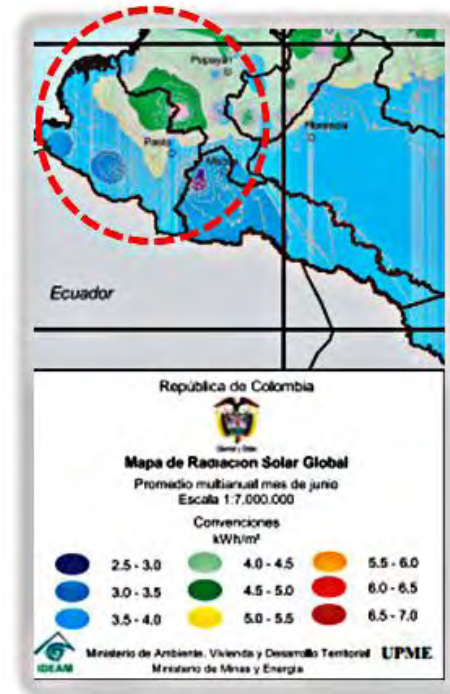 Popayán
Pasto
Florencia
Mocoa
Ecuador
República de Colombia
Mapa de Radiación Solar Global
Promedio multianual mes de junio
Escala 1:7.000.000
Convenciones
kWh/m²
2.5 - 3.0 4.0 - 4.5 5.5 - 6.0
3.0 - 3.5 4.5 - 5.0 6.0 - 6.5
3.5 - 4.0 5.0 - 5.5 6.5 - 7.0
IDEAM Ministerio de Ambiente, Vivienda y Desarrollo Territorial UPME
Ministerio de Minas y Energía